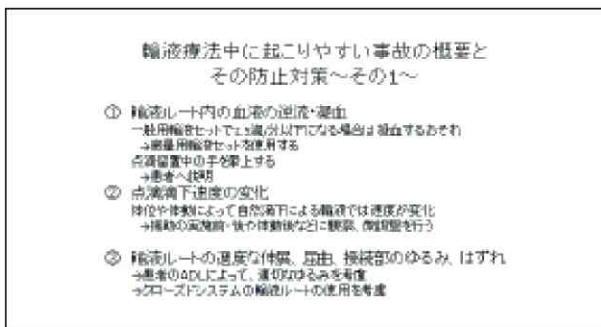 輸液療法中に起こりやすい事故の概要と
その防止対策～その1～
① 輸液ルート内の血液の逆流・凝血
一般用輸液セットで15滴/分以下になる場合は凝血するおそれ
→微量用輸液セットを使用する
点滴留置中の手を挙上する
→患者へ説明
② 点滴滴下速度の変化
体位や体動によって自然滴下による輸液では速度が変化
→援助の実施前・後や体動後などに観察、微調整を行う
③ 輸液ルートの過度な伸展、屈曲、接続部のゆるみ、はずれ
→患者のADLによって、適切なゆるみを考慮
→クローズドシステムの輸液ルートの使用を考慮